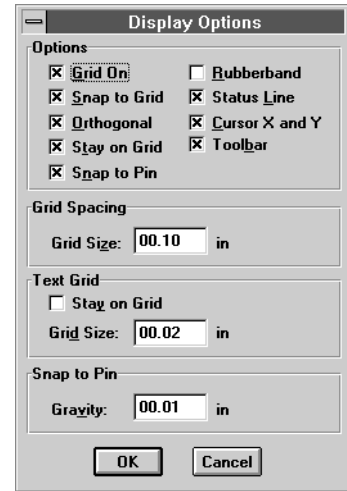 Display Options
Options
Grid On
Rubberband
Snap to Grid
Status Line
Orthogonal
Cursor X and Y
Stay on Grid
Toolbar
Snap to Pin
Grid Spacing
Grid Size: 00.10 in
Text Grid
Stay on Grid
Grid Size: 00.02 in
Snap to Pin
Gravity: 00.01 in
OK Cancel